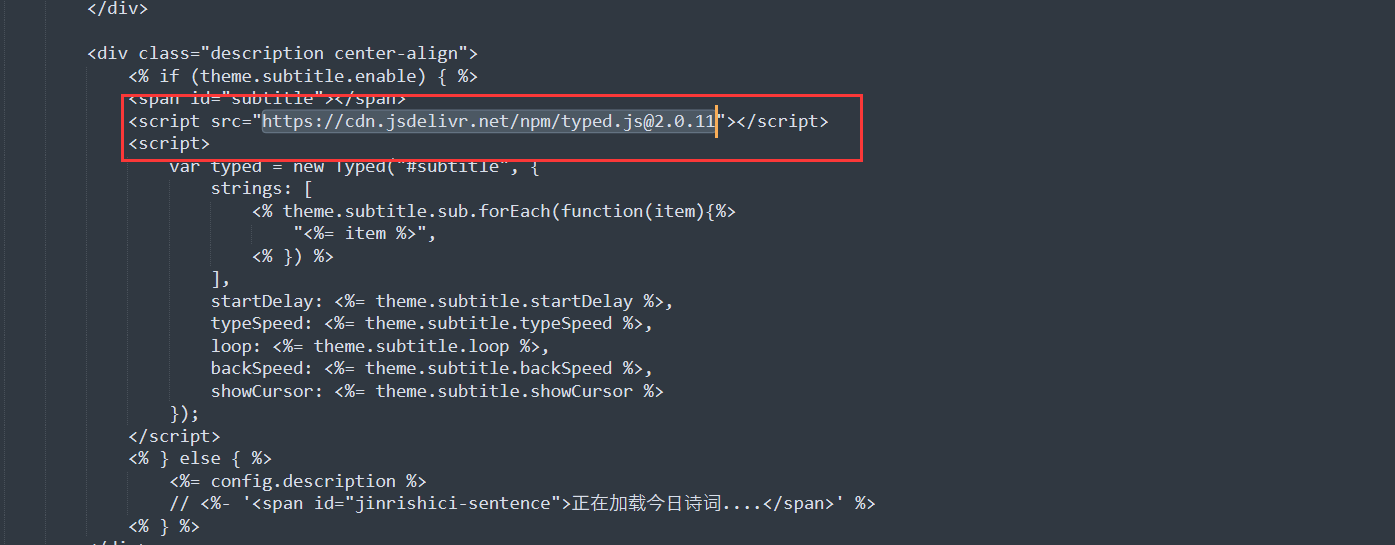 </div>
<div class="description center-align">
<% if (theme.subtitle.enable) { %>
<span id="subtitle"></span>
<script src="https://cdn.jsdelivr.net/npm/typed.js@2.0.11"></script>
<script>
var typed = new Typed("#subtitle", {
strings: [
<% theme.subtitle.sub.forEach(function(item){%>
"<%= item %>",
<% }) %>
],
startDelay: <%= theme.subtitle.startDelay %>,
typeSpeed: <%= theme.subtitle.typeSpeed %>,
loop: <%= theme.subtitle.loop %>,
backSpeed: <%= theme.subtitle.backSpeed %>,
showCursor: <%= theme.subtitle.showCursor %>
});
</script>
<% } else { %>
<%= config.description %>
// <%- '<span id="jinrishici-sentence">正在加载今日诗词....</span>' %>
<% } %>
</div>